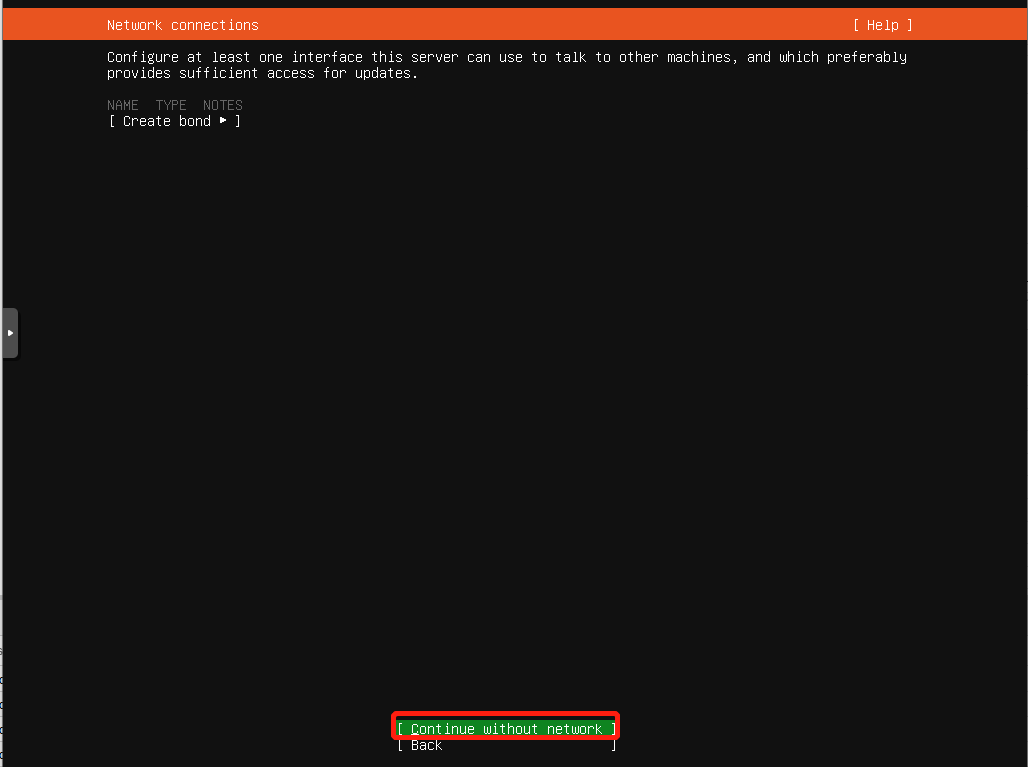 Network connections [ Help ]
Configure at least one interface this server can use to talk to other machines, and which preferably
provides sufficient access for updates.
NAME TYPE NOTES
[ Create bond ▸ ]
[ Continue without network ]
[ Back ]